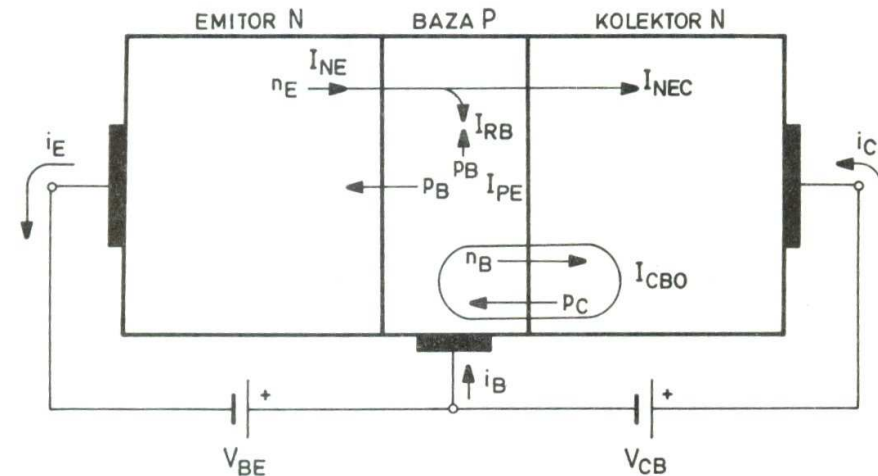 EMITOR N BAZA P KOLEKTOR N
I_NE
n_E I_NEC
I_RB
i_E i_C
p_B
p_B I_PE
n_B
I_CBO
p_C
i_B
+ +
V_BE V_CB